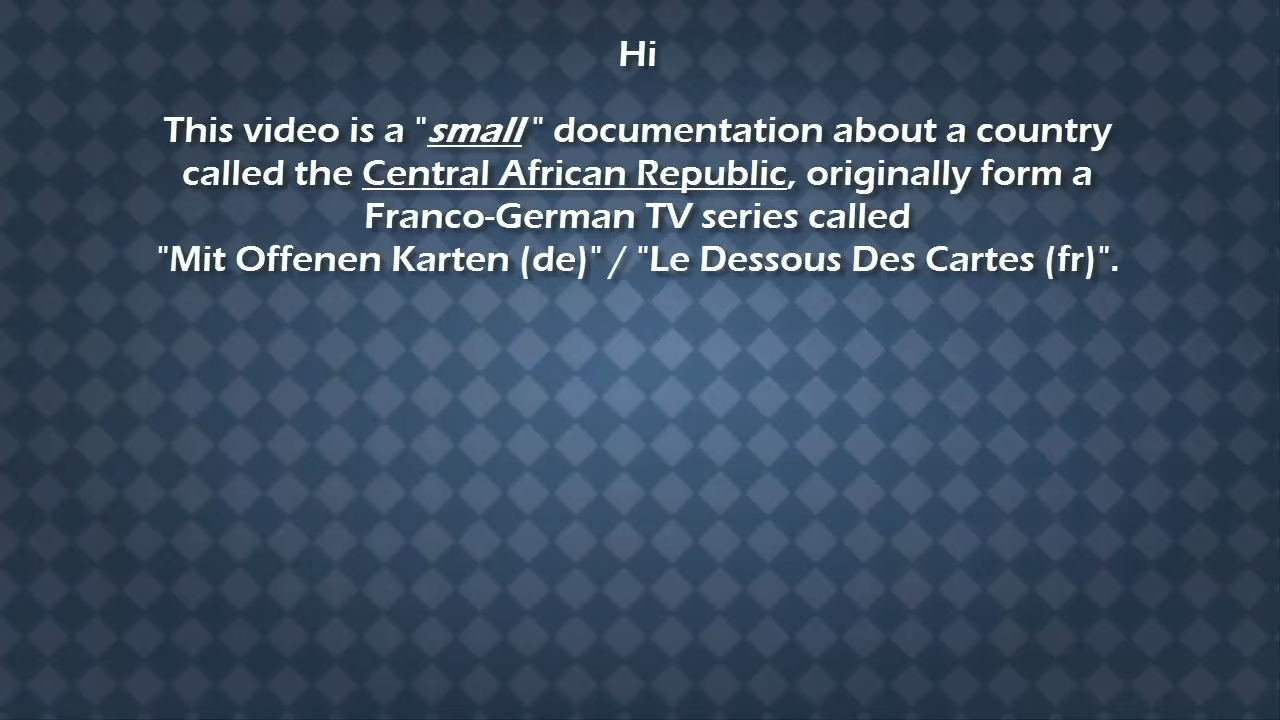 Hi
This video is a "small" documentation about a country
called the Central African Republic, originally form a
Franco-German TV series called
"Mit Offenen Karten (de)" / "Le Dessous Des Cartes (fr)".